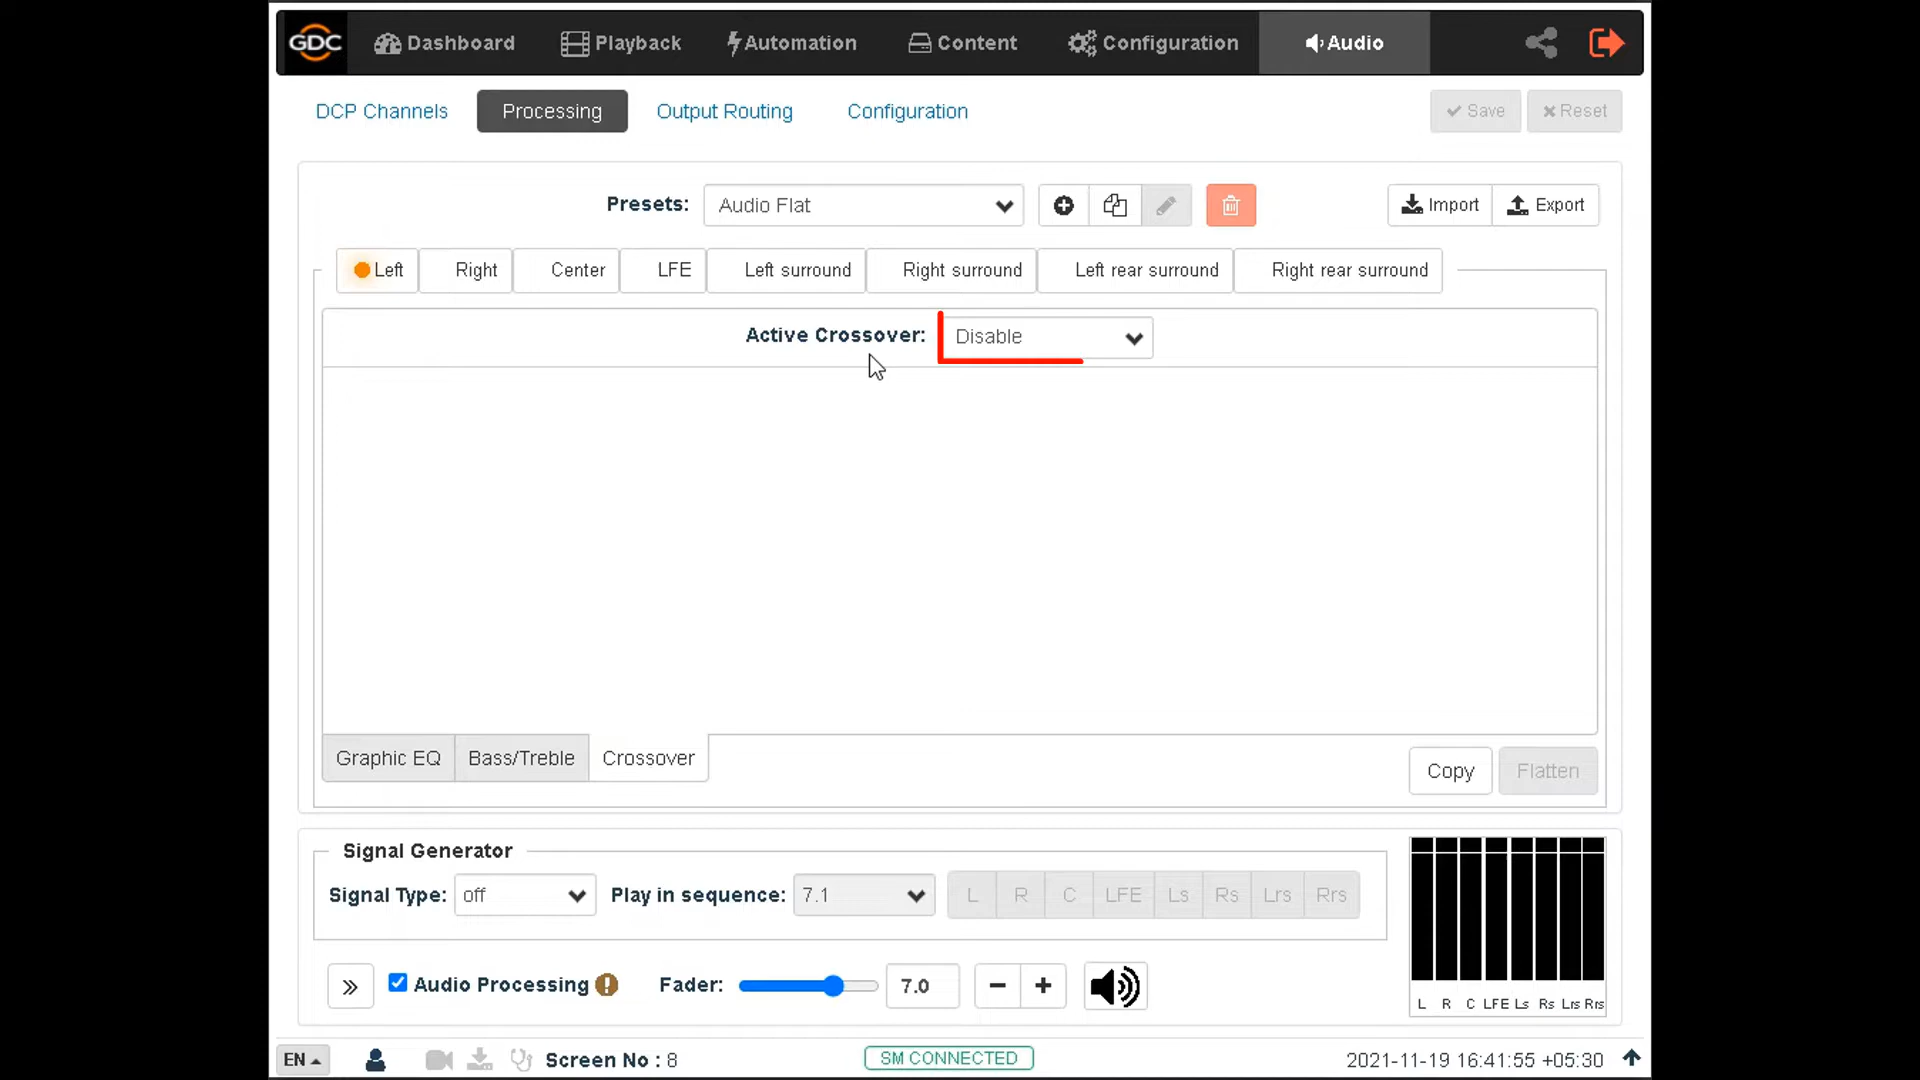 GDC Dashboard Playback Automation Content Configuration Audio
DCP Channels Processing Output Routing Configuration Save Reset
Presets: Audio Flat Import Export
Left Right Center LFE Left surround Right surround Left rear surround Right rear surround
Active Crossover: Disable
Graphic EQ Bass/Treble Crossover Copy Flatten
Signal Generator
Signal Type: off Play in sequence: 7.1 L R C LFE Ls Rs Lrs Rrs
Audio Processing Fader: 7.0
L R C LFE Ls Rs Lrs Rrs
EN Screen No : 8 SM CONNECTED 2021-11-19 16:41:55 +05:30